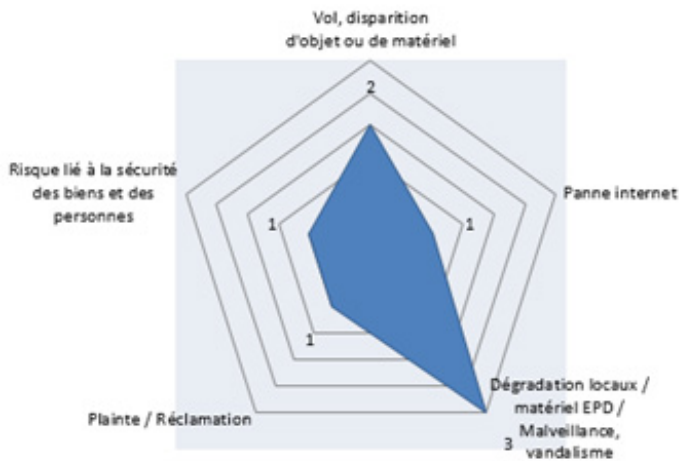 Vol, disparition
d'objet ou de matériel
2
Risque lié à la sécurité
des biens et des
personnes
1
1
Panne internet
1
Plainte / Réclamation
Dégradation locaux /
matériel EPD /
Malveillance,
vandalisme
3